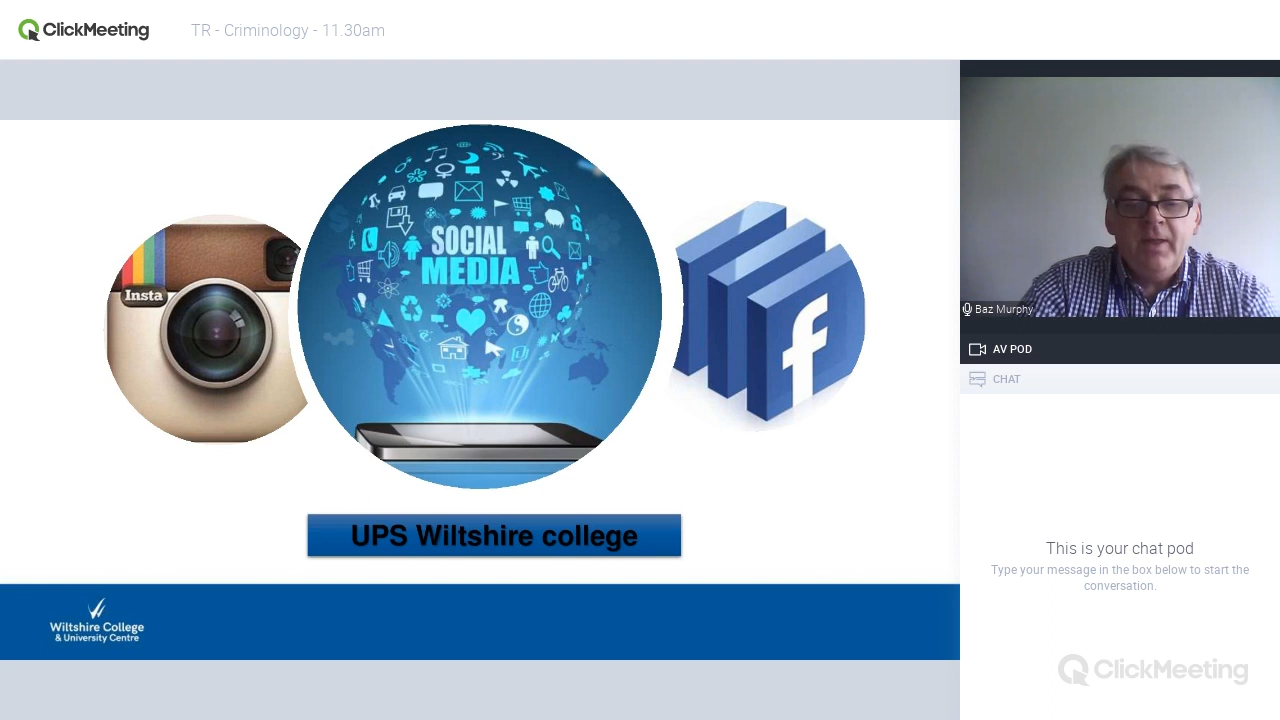 ClickMeeting
TR - Criminology - 11.30am
Insta
SOCIAL
MEDIA
f
UPS Wiltshire college
Wiltshire College
& University Centre
Baz Murphy
AV POD
CHAT
This is your chat pod
Type your message in the box below to start the
conversation.
ClickMeeting